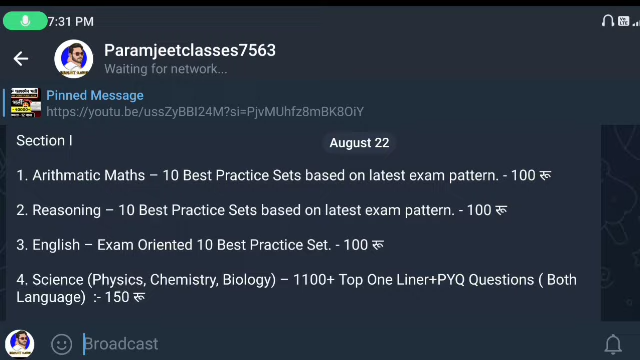 7:31 PM
Paramjeetclasses7563
Waiting for network...
Pinned Message
https://youtu.be/ussZyBBI24M?si=PjvMUhfz8mBK8OiY
Section I
August 22
1. Arithmatic Maths – 10 Best Practice Sets based on latest exam pattern. - 100 रू
2. Reasoning – 10 Best Practice Sets based on latest exam pattern. - 100 रू
3. English – Exam Oriented 10 Best Practice Set. - 100 रू
4. Science (Physics, Chemistry, Biology) – 1100+ Top One Liner+PYQ Questions ( Both
Language) :- 150 रू
Broadcast